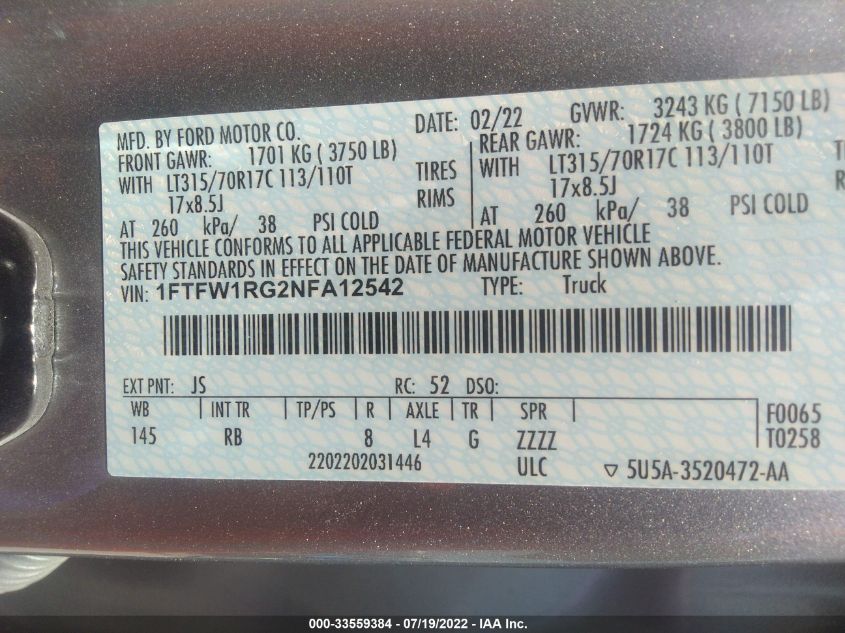 MFD. BY FORD MOTOR CO. DATE: 02/22 GVWR: 3243 KG ( 7150 LB)
FRONT GAWR: 1701 KG ( 3750 LB) REAR GAWR: 1724 KG ( 3800 LB)
WITH LT315/70R17C 113/110T TIRES WITH LT315/70R17C 113/110T
17x8.5J RIMS 17x8.5J
AT 260 kPa/ 38 PSI COLD AT 260 kPa/ 38 PSI COLD
THIS VEHICLE CONFORMS TO ALL APPLICABLE FEDERAL MOTOR VEHICLE
SAFETY STANDARDS IN EFFECT ON THE DATE OF MANUFACTURE SHOWN ABOVE.
VIN: 1FTFW1RG2NFA12542 TYPE: Truck
EXT PNT: JS RC: 52 DSO:
WB INT TR TP/PS R AXLE TR SPR F0065
145 RB 8 L4 G ZZZZ T0258
2202202031446 ULC ▽ 5U5A-3520472-AA
000-33559384 - 07/19/2022 - IAA Inc.